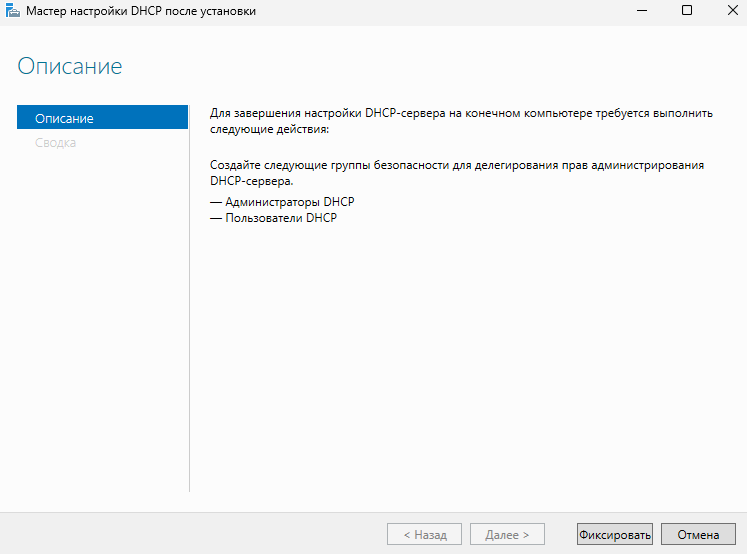 Мастер настройки DHCP после установки
Описание
Описание
Сводка
Для завершения настройки DHCP-сервера на конечном компьютере требуется выполнить
следующие действия:
Создайте следующие группы безопасности для делегирования прав администрирования
DHCP-сервера.
— Администраторы DHCP
— Пользователи DHCP
< Назад
Далее >
Фиксировать
Отмена